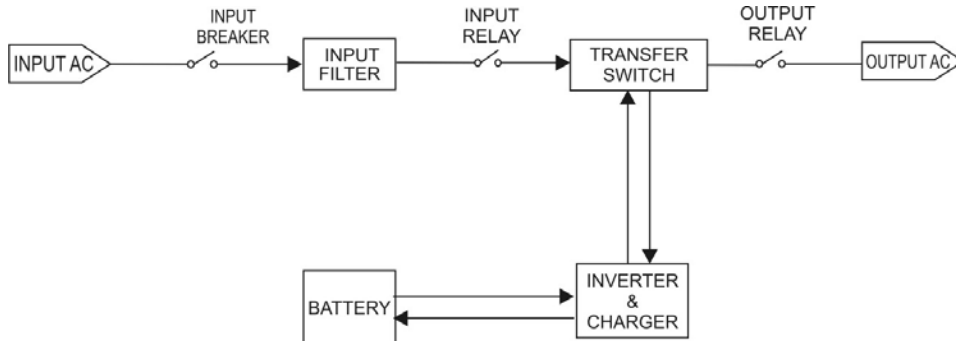 INPUT AC
INPUT
BREAKER
INPUT
FILTER
INPUT
RELAY
TRANSFER
SWITCH
OUTPUT
RELAY
OUTPUT AC
BATTERY
INVERTER
&
CHARGER